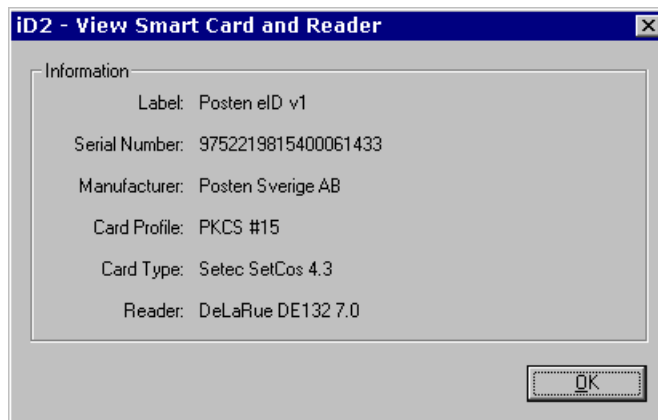 iD2 - View Smart Card and Reader
Information
Label: Posten eID v1
Serial Number: 9752219815400061433
Manufacturer: Posten Sverige AB
Card Profile: PKCS #15
Card Type: Setec SetCos 4.3
Reader: DeLaRue DE132 7.0
OK